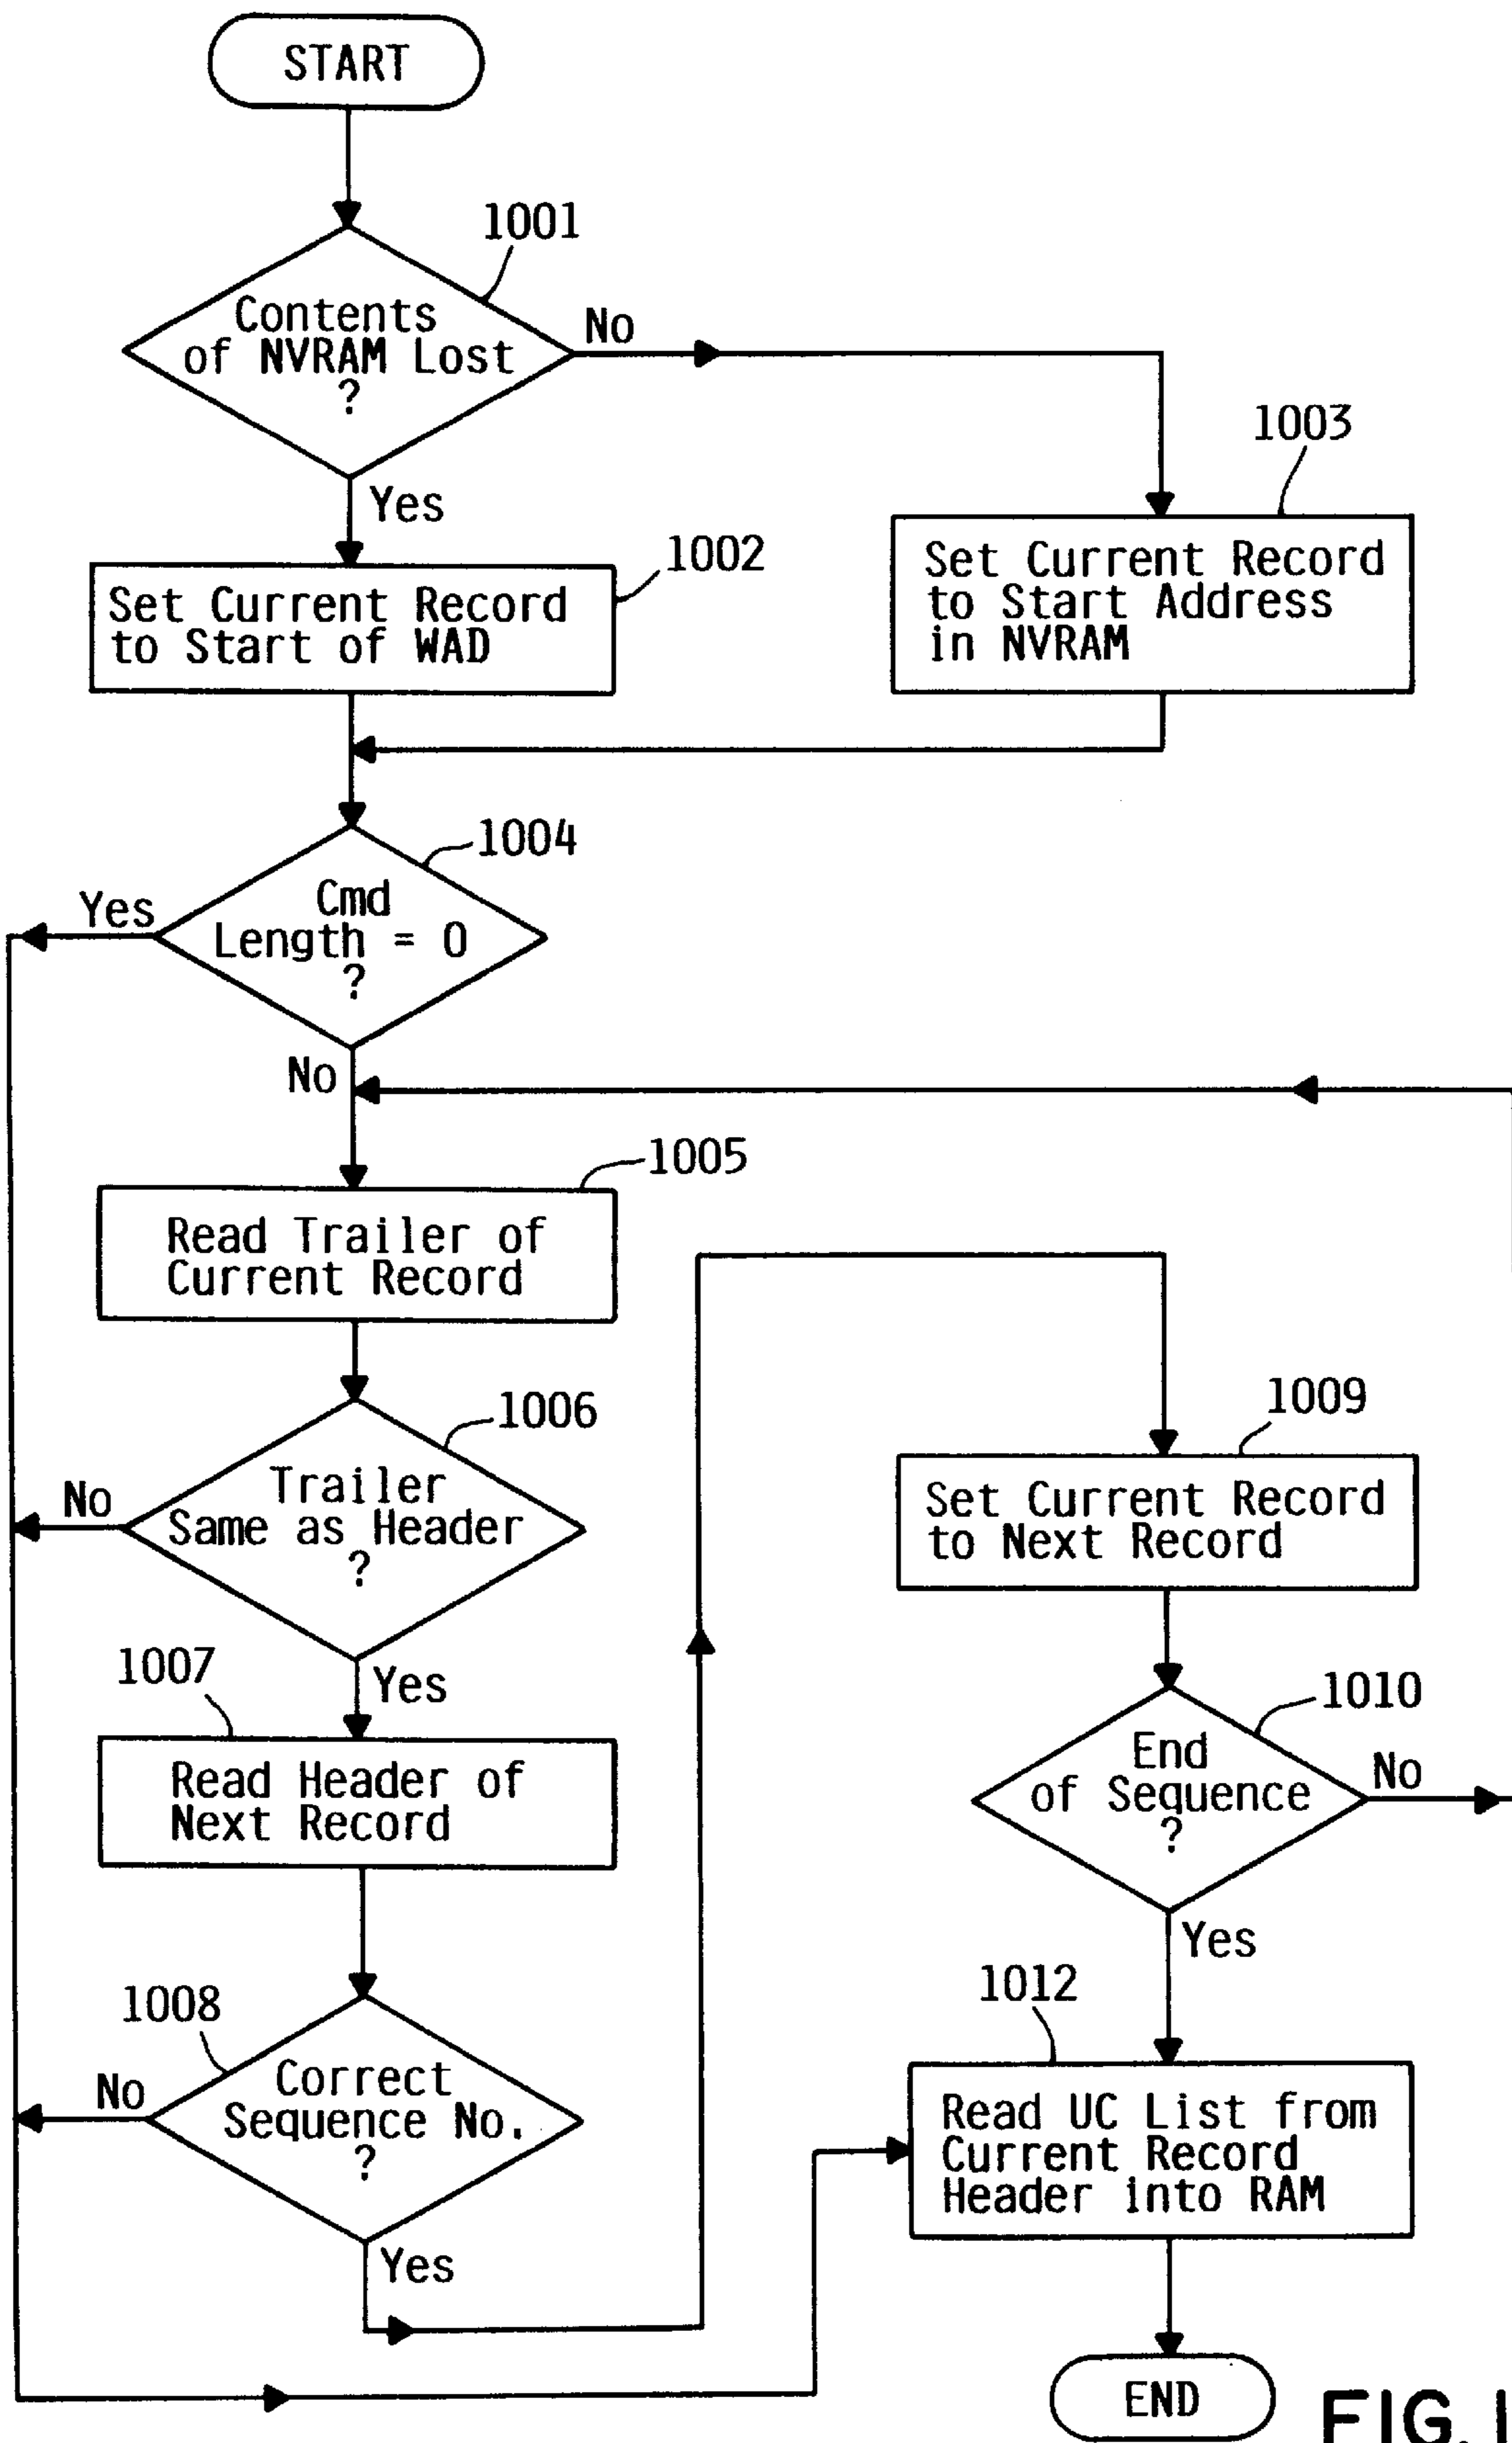 START
1001
Contents
of NVRAM Lost
?
No
Yes
1003
1002
Set Current Record
to Start Address
in NVRAM
Set Current Record
to Start of WAD
1004
Yes
Cmd
Length = 0
?
No
1005
Read Trailer of
Current Record
1006
No
Trailer
Same as Header
?
Yes
1009
Set Current Record
to Next Record
1007
Read Header of
Next Record
1010
End
of Sequence
?
No
Yes
1008
No
Correct
Sequence No.
?
Yes
1012
Read UC List from
Current Record
Header into RAM
END